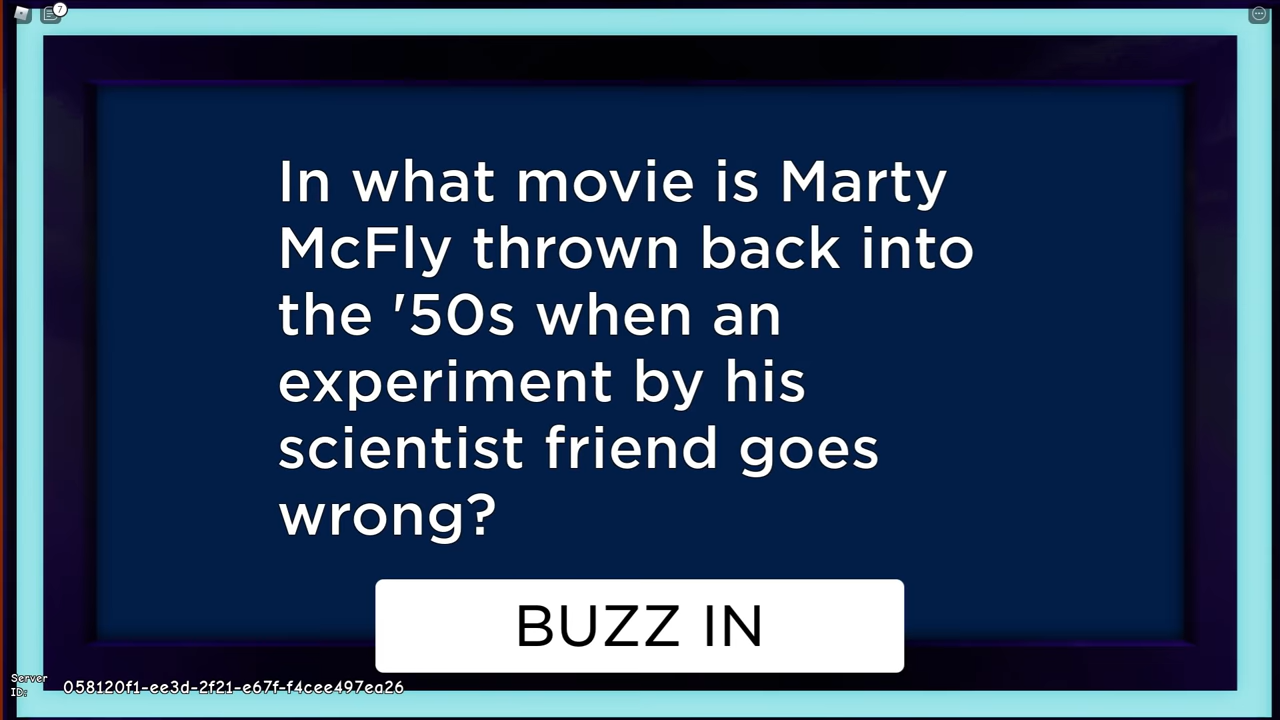 7
In what movie is Marty
McFly thrown back into
the '50s when an
experiment by his
scientist friend goes
wrong?
BUZZ IN
Server
ID:
058120f1-ee3d-2f21-e67f-f4cee497ea26